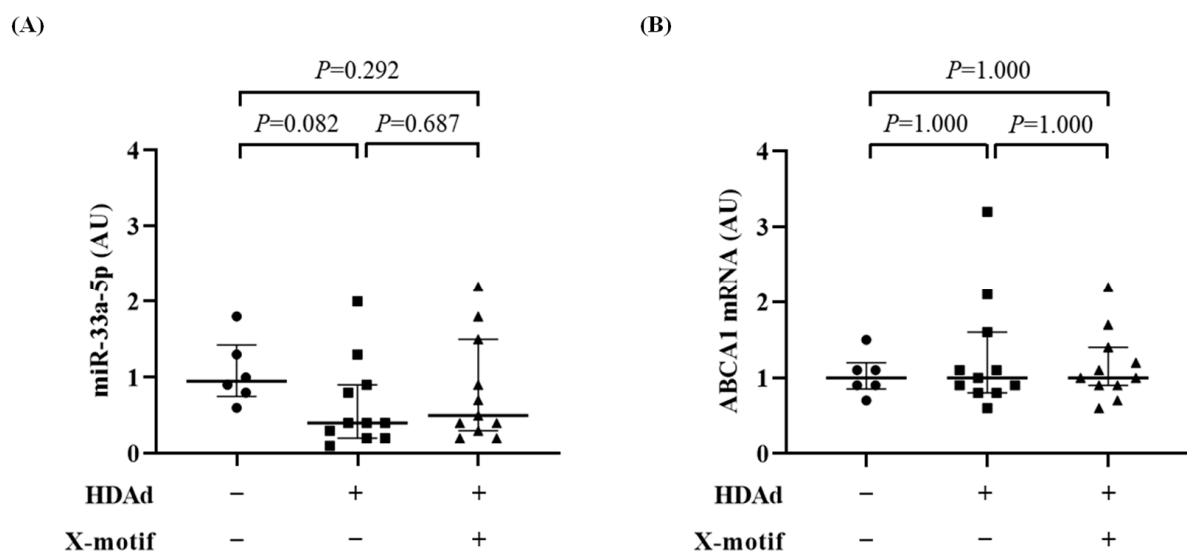 (A)
P=0.292
P=0.082 P=0.687
4
3
2
1
0
miR-33a-5p (AU)
HDAd − + +
X-motif − − +
(B)
P=1.000
P=1.000 P=1.000
4
3
2
1
0
ABCA1 mRNA (AU)
HDAd − + +
X-motif − − +